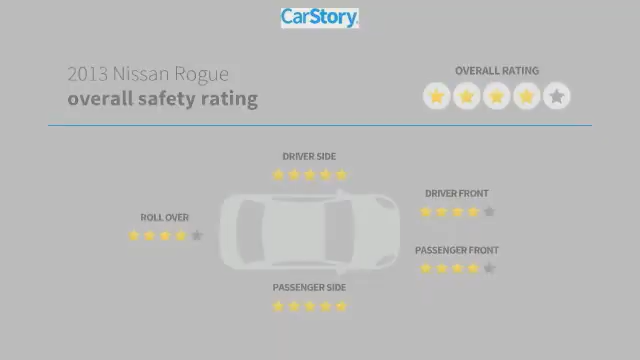 CarStory
2013 Nissan Rogue
overall safety rating
OVERALL RATING
DRIVER SIDE
DRIVER FRONT
ROLL OVER
PASSENGER FRONT
PASSENGER SIDE